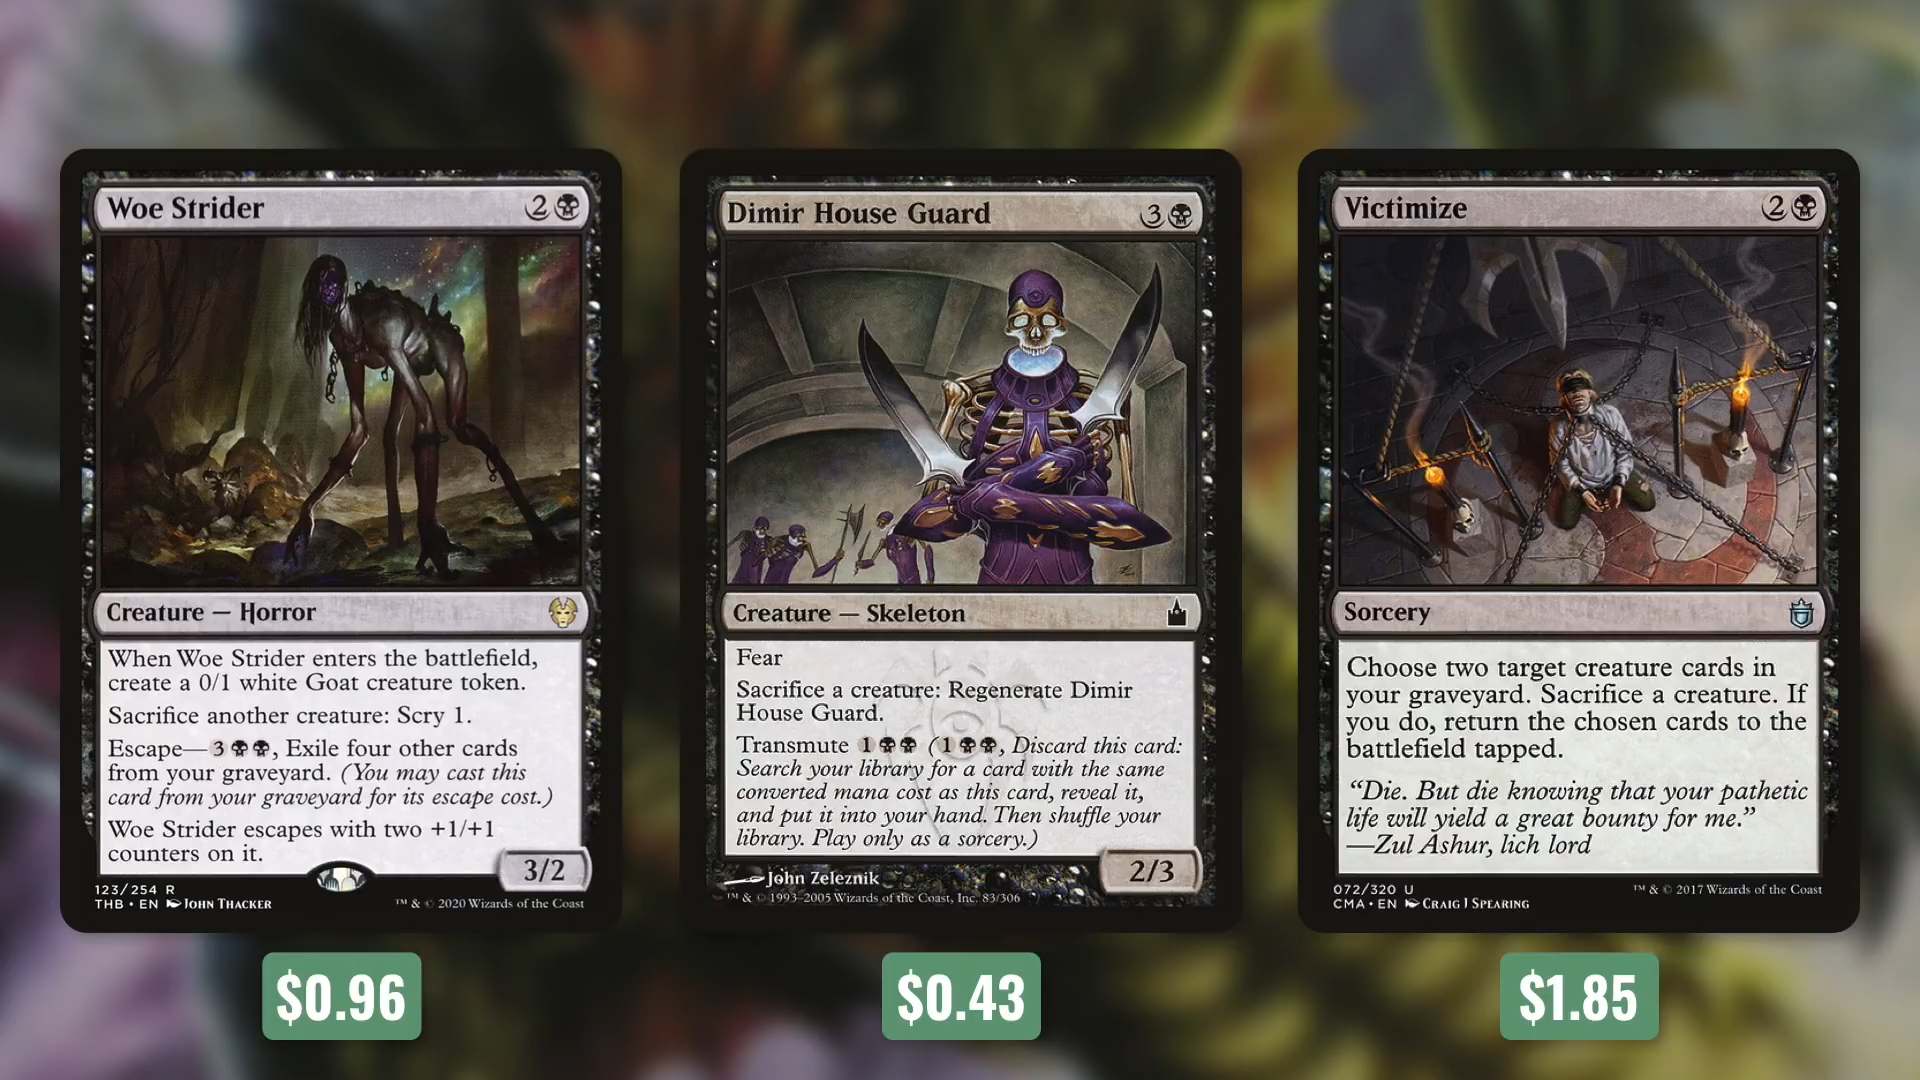 Woe Strider
2
Creature — Horror
When Woe Strider enters the battlefield,
create a 0/1 white Goat creature token.
Sacrifice another creature: Scry 1.
Escape—3, Exile four other cards
from your graveyard. (You may cast this
card from your graveyard for its escape cost.)
Woe Strider escapes with two +1/+1
counters on it.
3/2
123/254 R
THB • EN JOHN THACKER
™ & © 2020 Wizards of the Coast
$0.96
Dimir House Guard
3
Creature — Skeleton
Fear
Sacrifice a creature: Regenerate Dimir
House Guard.
Transmute 1 (1, Discard this card:
Search your library for a card with the same
converted mana cost as this card, reveal it,
and put it into your hand. Then shuffle your
library. Play only as a sorcery.)
2/3
John Zeleznik
™ & © 1993–2005 Wizards of the Coast, Inc. 83/306
$0.43
Victimize
2
Sorcery
Choose two target creature cards in
your graveyard. Sacrifice a creature. If
you do, return the chosen cards to the
battlefield tapped.
“Die. But die knowing that your pathetic
life will yield a great bounty for me.”
—Zul Ashur, lich lord
072/320 U
CMA • EN CRAIG J SPEARING
™ & © 2017 Wizards of the Coast
$1.85